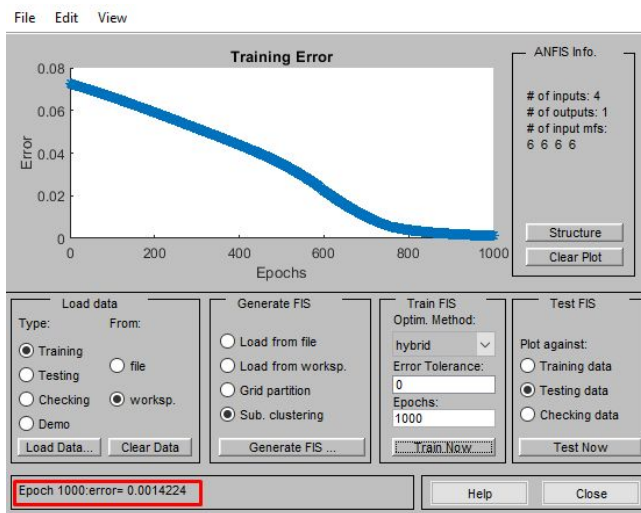 File Edit View
Training Error
0.08
0.06
0.04
0.02
0
Error
0 200 400 600 800 1000
Epochs
ANFIS Info.
# of inputs: 4
# of outputs: 1
# of input mfs:
6 6 6 6
Structure
Clear Plot
Load data
Type: From:
Training
Testing
Checking
Demo
file
worksp.
Load Data... Clear Data
Generate FIS
Load from file
Load from worksp.
Grid partition
Sub. clustering
Generate FIS ...
Train FIS
Optim. Method:
hybrid
Error Tolerance:
0
Epochs:
1000
Train Now
Test FIS
Plot against:
Training data
Testing data
Checking data
Test Now
Epoch 1000:error= 0.0014224
Help Close